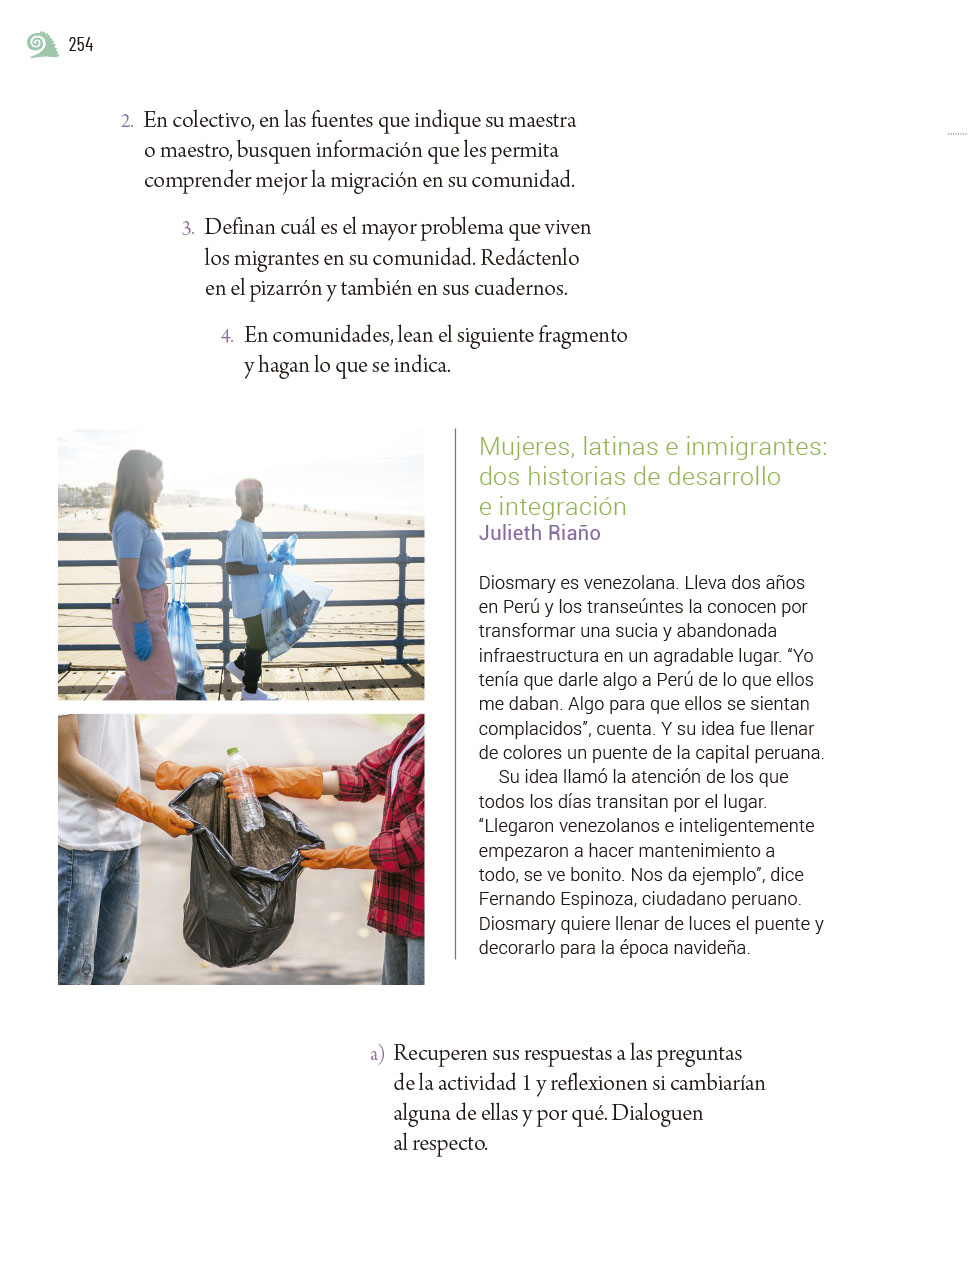 254
2. En colectivo, en las fuentes que indique su maestra
o maestro, busquen información que les permita
comprender mejor la migración en su comunidad.
3. Definan cuál es el mayor problema que viven
los migrantes en su comunidad. Redáctenlo
en el pizarrón y también en sus cuadernos.
4. En comunidades, lean el siguiente fragmento
y hagan lo que se indica.
Mujeres, latinas e inmigrantes:
dos historias de desarrollo
e integración
Julieth Riaño
Diosmary es venezolana. Lleva dos años
en Perú y los transeúntes la conocen por
transformar una sucia y abandonada
infraestructura en un agradable lugar. “Yo
tenía que darle algo a Perú de lo que ellos
me daban. Algo para que ellos se sientan
complacidos”, cuenta. Y su idea fue llenar
de colores un puente de la capital peruana.
Su idea llamó la atención de los que
todos los días transitan por el lugar.
“Llegaron venezolanos e inteligentemente
empezaron a hacer mantenimiento a
todo, se ve bonito. Nos da ejemplo”, dice
Fernando Espinoza, ciudadano peruano.
Diosmary quiere llenar de luces el puente y
decorarlo para la época navideña.
a) Recuperen sus respuestas a las preguntas
de la actividad 1 y reflexionen si cambiarían
alguna de ellas y por qué. Dialoguen
al respecto.